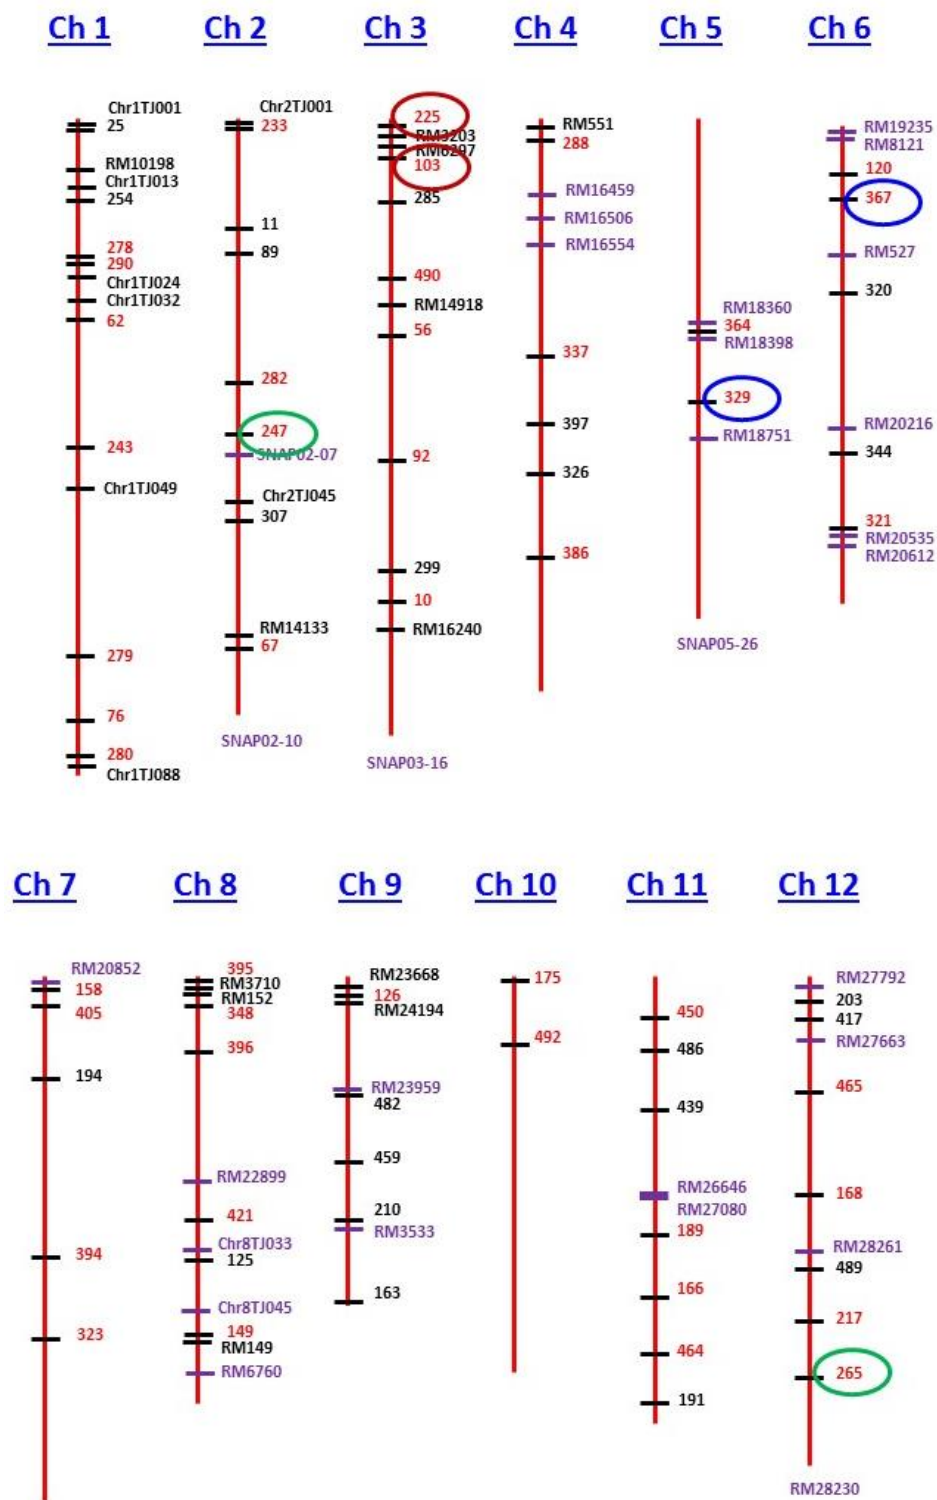 Ch 1
Chr1TJ001
25
RM10198
Chr1TJ013
254
278
290
Chr1TJ024
Chr1TJ032
62
243
Chr1TJ049
279
76
280
Chr1TJ088
Ch 2
Chr2TJ001
233
11
89
282
247
SNAP02-07
Chr2TJ045
307
RM14133
67
SNAP02-10
Ch 3
225
RM3203
RM6297
103
285
490
RM14918
56
92
299
10
RM16240
SNAP03-16
Ch 4
RM551
288
RM16459
RM16506
RM16554
337
397
326
386
Ch 5
RM18360
364
RM18398
329
RM18751
SNAP05-26
Ch 6
RM19235
RM8121
120
367
RM527
320
RM20216
344
321
RM20535
RM20612
Ch 7
RM20852
158
405
194
394
323
Ch 8
395
RM3710
RM152
348
396
RM22899
421
Chr8TJ033
125
Chr8TJ045
149
RM149
RM6760
Ch 9
RM23668
126
RM24194
RM23959
482
459
210
RM3533
163
Ch 10
175
492
Ch 11
450
486
439
RM26646
RM27080
189
166
464
191
Ch 12
RM27792
203
417
RM27663
465
168
RM28261
489
217
265
RM28230